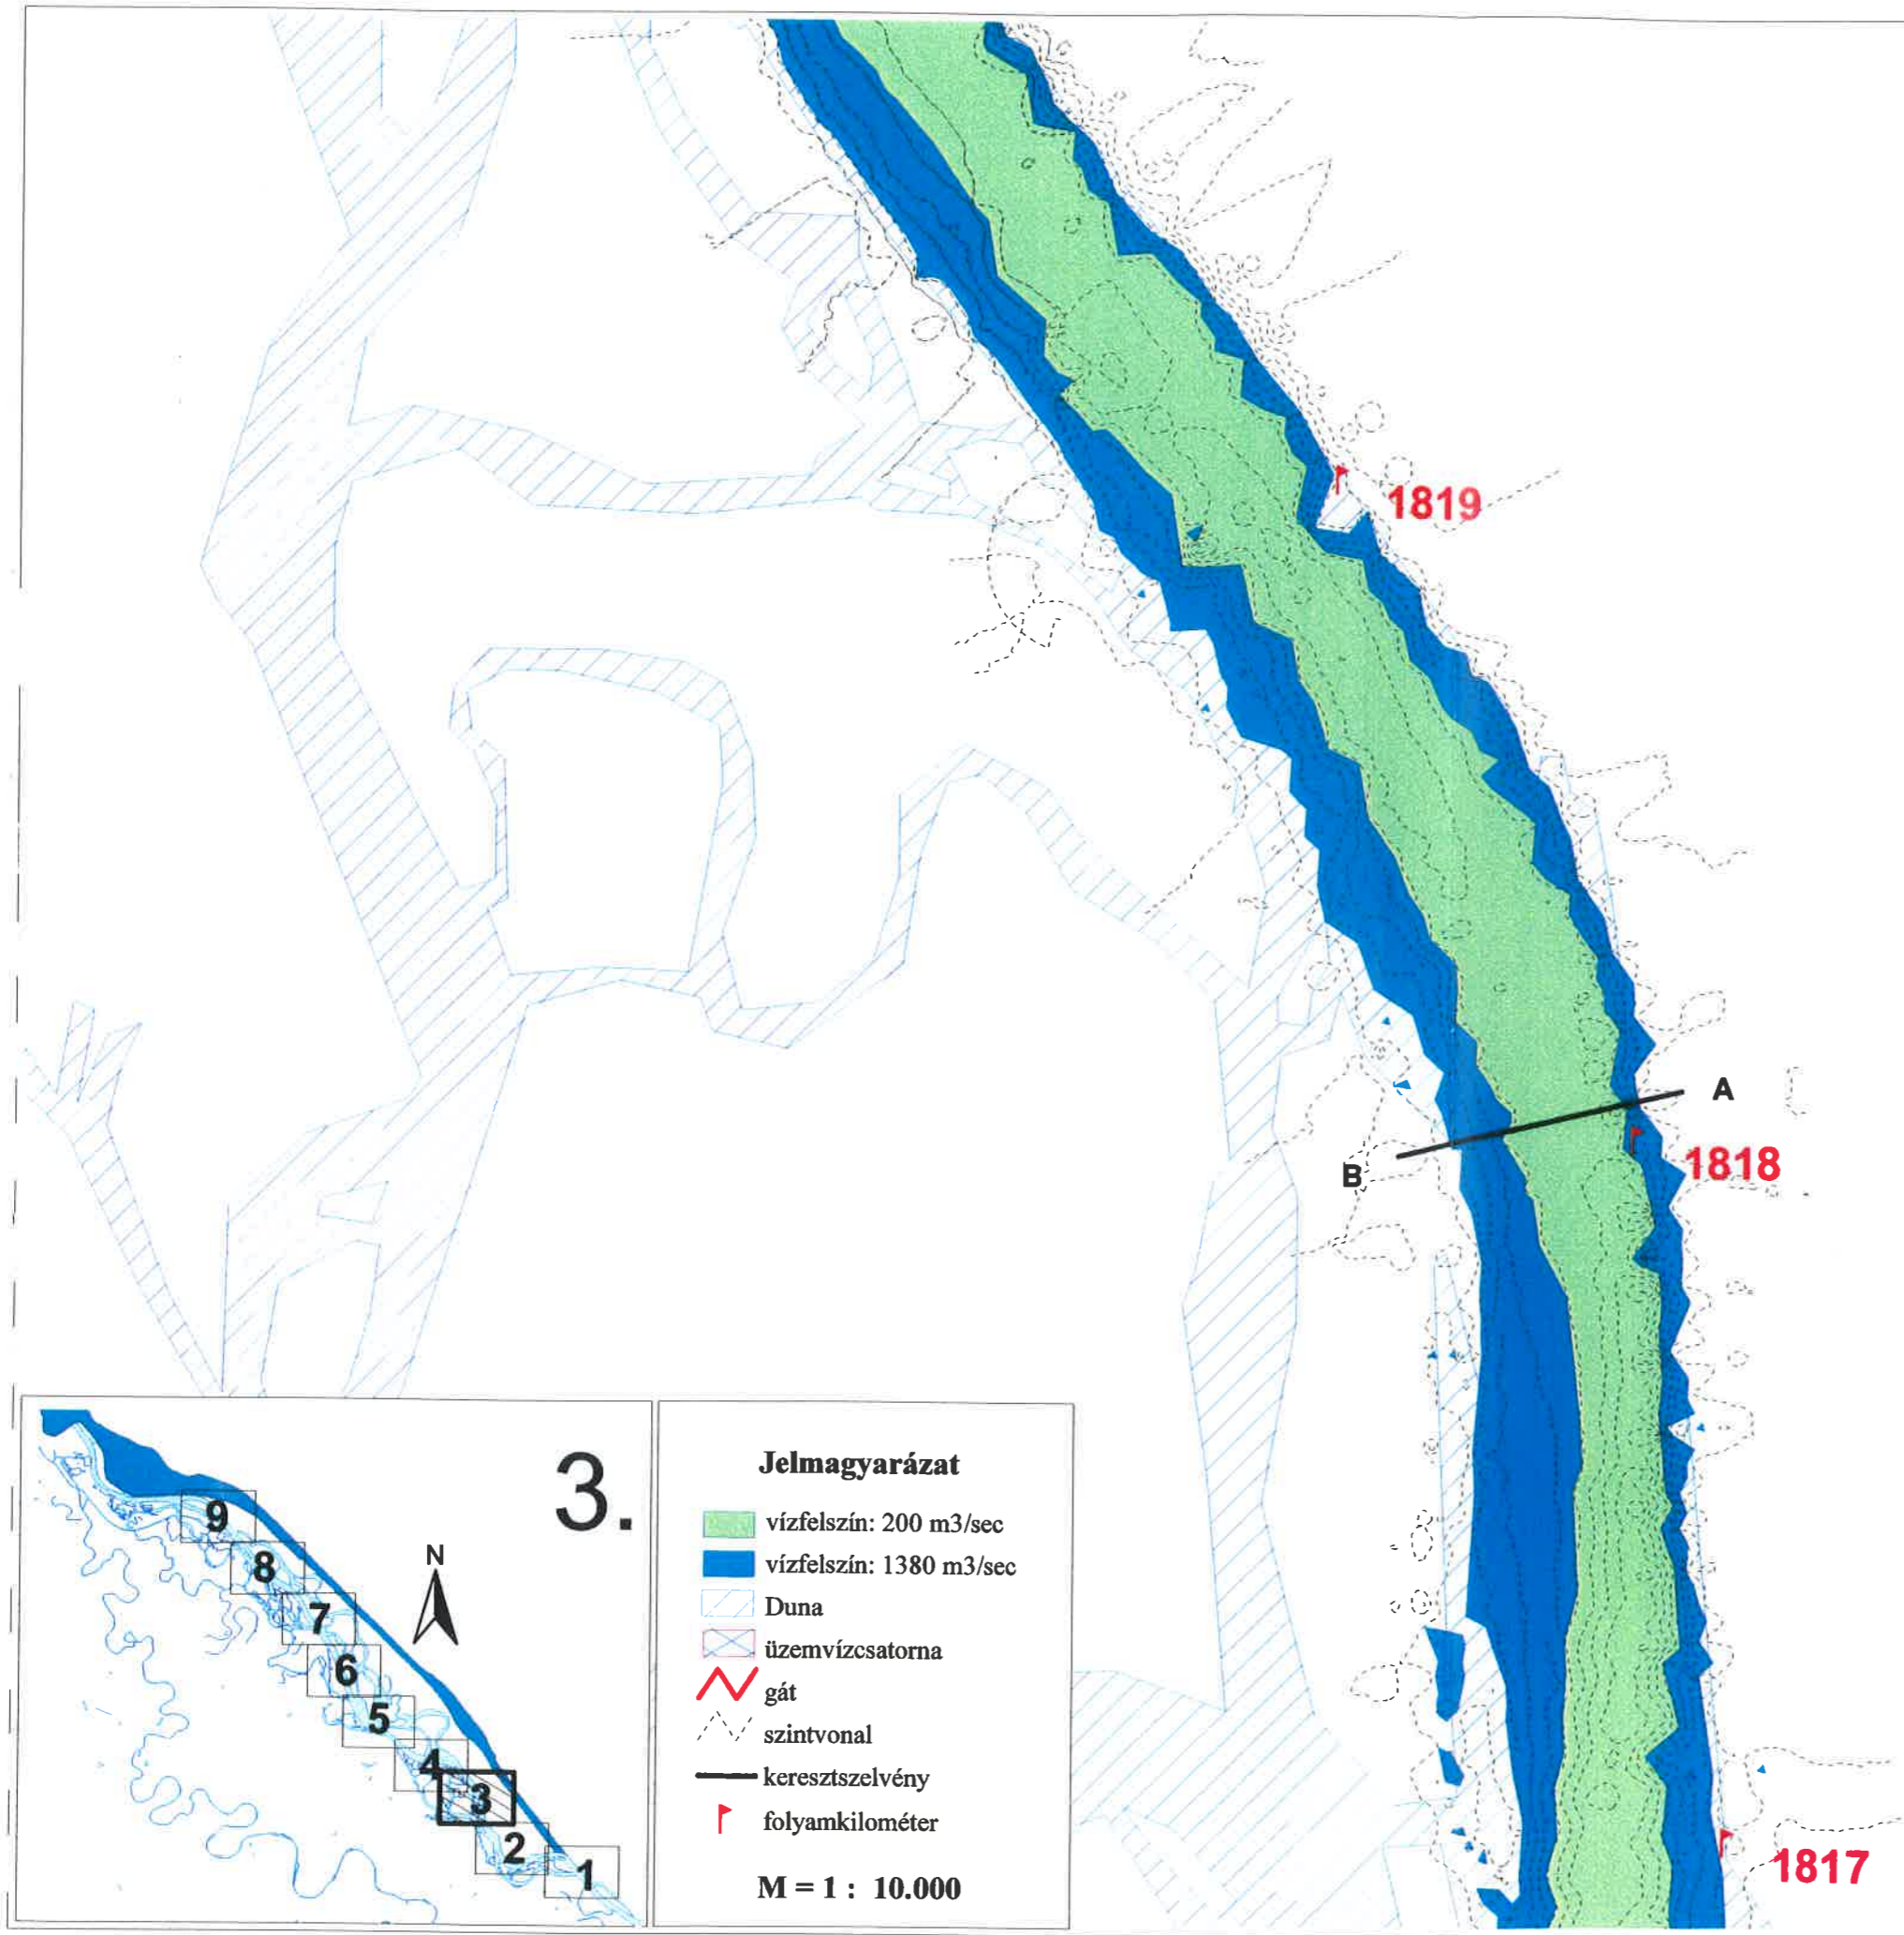 1819
A
1818
B
3.
N
9
8
7
6
5
4
3
2
1
Jelmagyarázat
vízfelszín: 200 m3/sec
vízfelszín: 1380 m3/sec
Duna
üzemvízcsatorna
gát
szintvonal
keresztszelvény
folyamkilométer
M = 1 : 10.000
1817